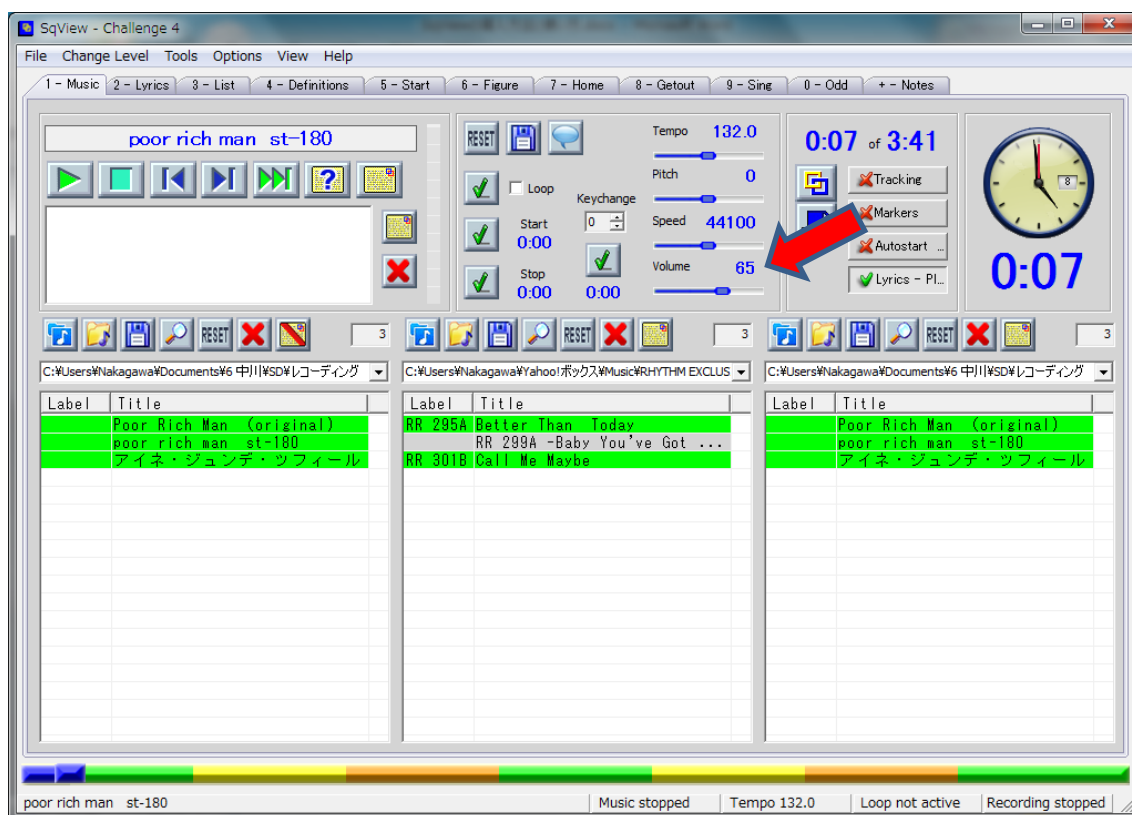 SqView - Challenge 4
File Change Level Tools Options View Help
1 - Music 2 - Lyrics 3 - List 4 - Definitions 5 - Start 6 - Figure 7 - Home 8 - Getout 9 - Sing 0 - Odd + - Notes
poor rich man st-180
RESET
Tempo 132.0
Pitch 0
Speed 44100
Volume 65
Loop
Keychange
0
Start
0:00
Stop
0:00
0:00
0:07 of 3:41
Tracking
Markers
Autostart ...
Lyrics - Pl...
8
0:07
RESET 3
RESET 3
RESET 3
C:¥Users¥Nakagawa¥Documents¥6 中川¥SD¥レコーディング
C:¥Users¥Nakagawa¥Yahoo!ボックス¥Music¥RHYTHM EXCLUS
C:¥Users¥Nakagawa¥Documents¥6 中川¥SD¥レコーディング
Label Title
Poor Rich Man (original)
poor rich man st-180
アイネ・ジュンデ・ツフィール
Label Title
RR 295A Better Than Today
RR 299A -Baby You've Got ...
RR 301B Call Me Maybe
Label Title
Poor Rich Man (original)
poor rich man st-180
アイネ・ジュンデ・ツフィール
poor rich man st-180 Music stopped Tempo 132.0 Loop not active Recording stopped